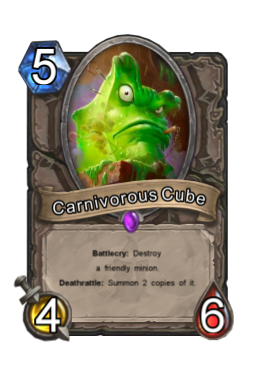 5
Carnivorous Cube
Battlecry: Destroy
a friendly minion.
Deathrattle: Summon 2 copies of it.
4
6